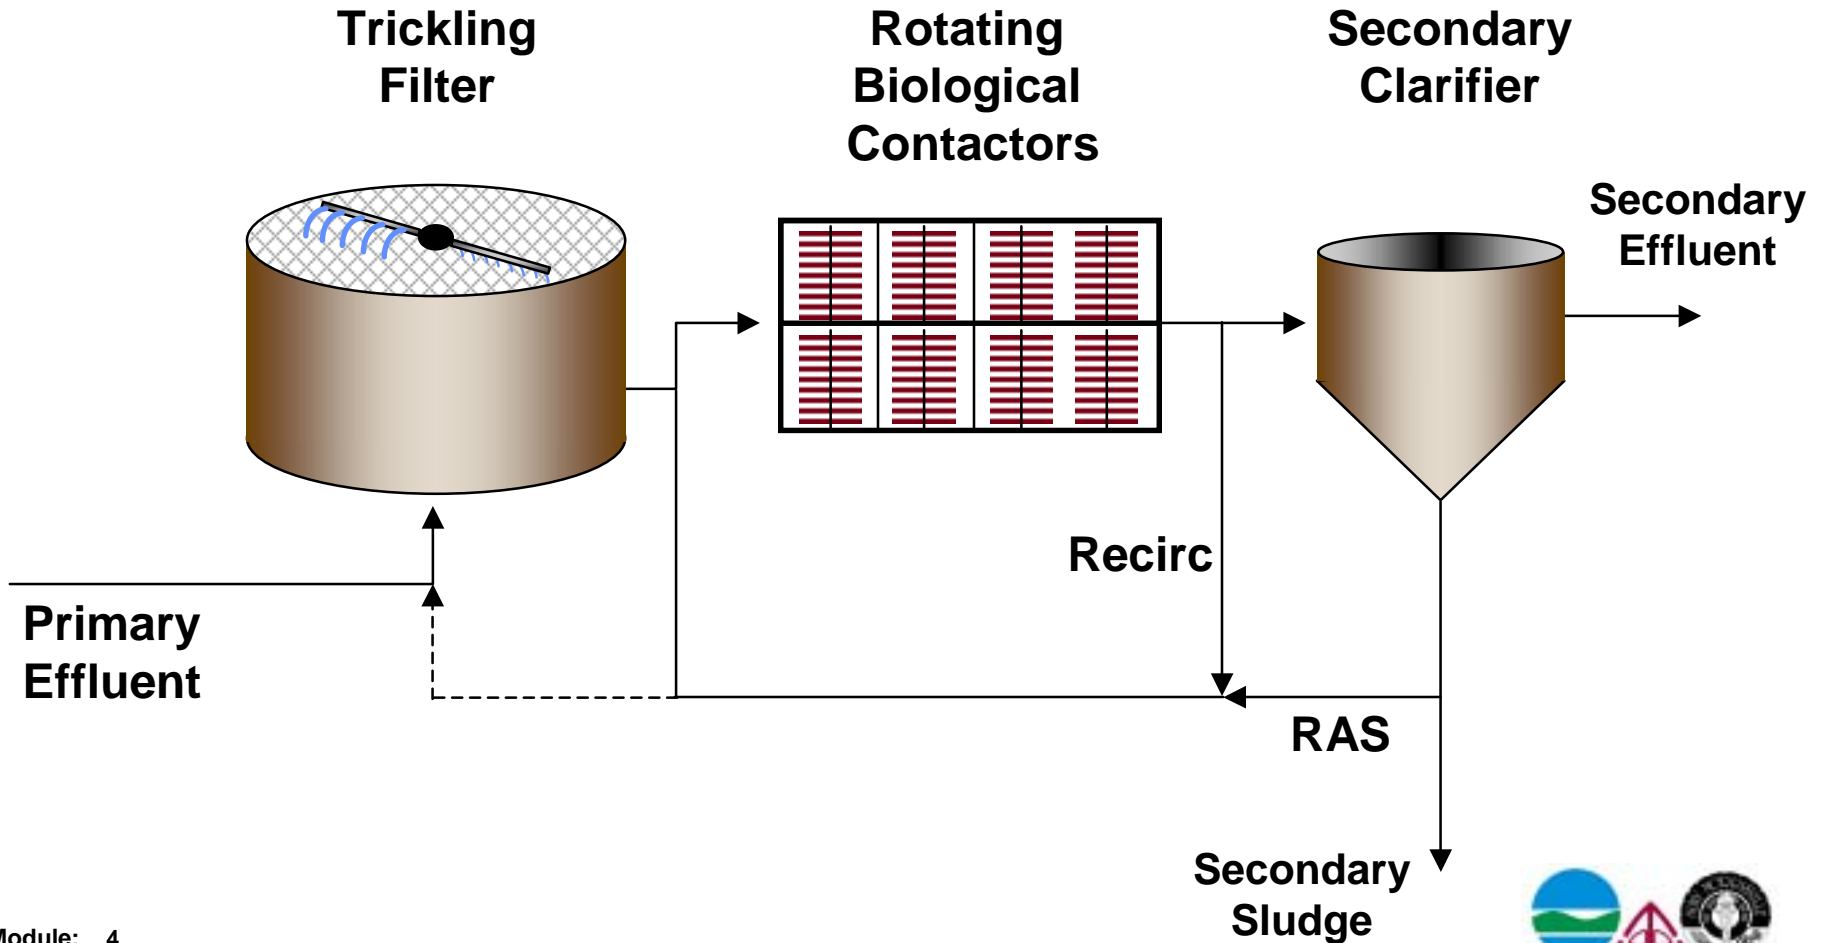 Trickling
Filter
Rotating
Biological
Contactors
Secondary
Clarifier
Secondary
Effluent
Recirc
Primary
Effluent
RAS
Secondary
Sludge
Module: 4